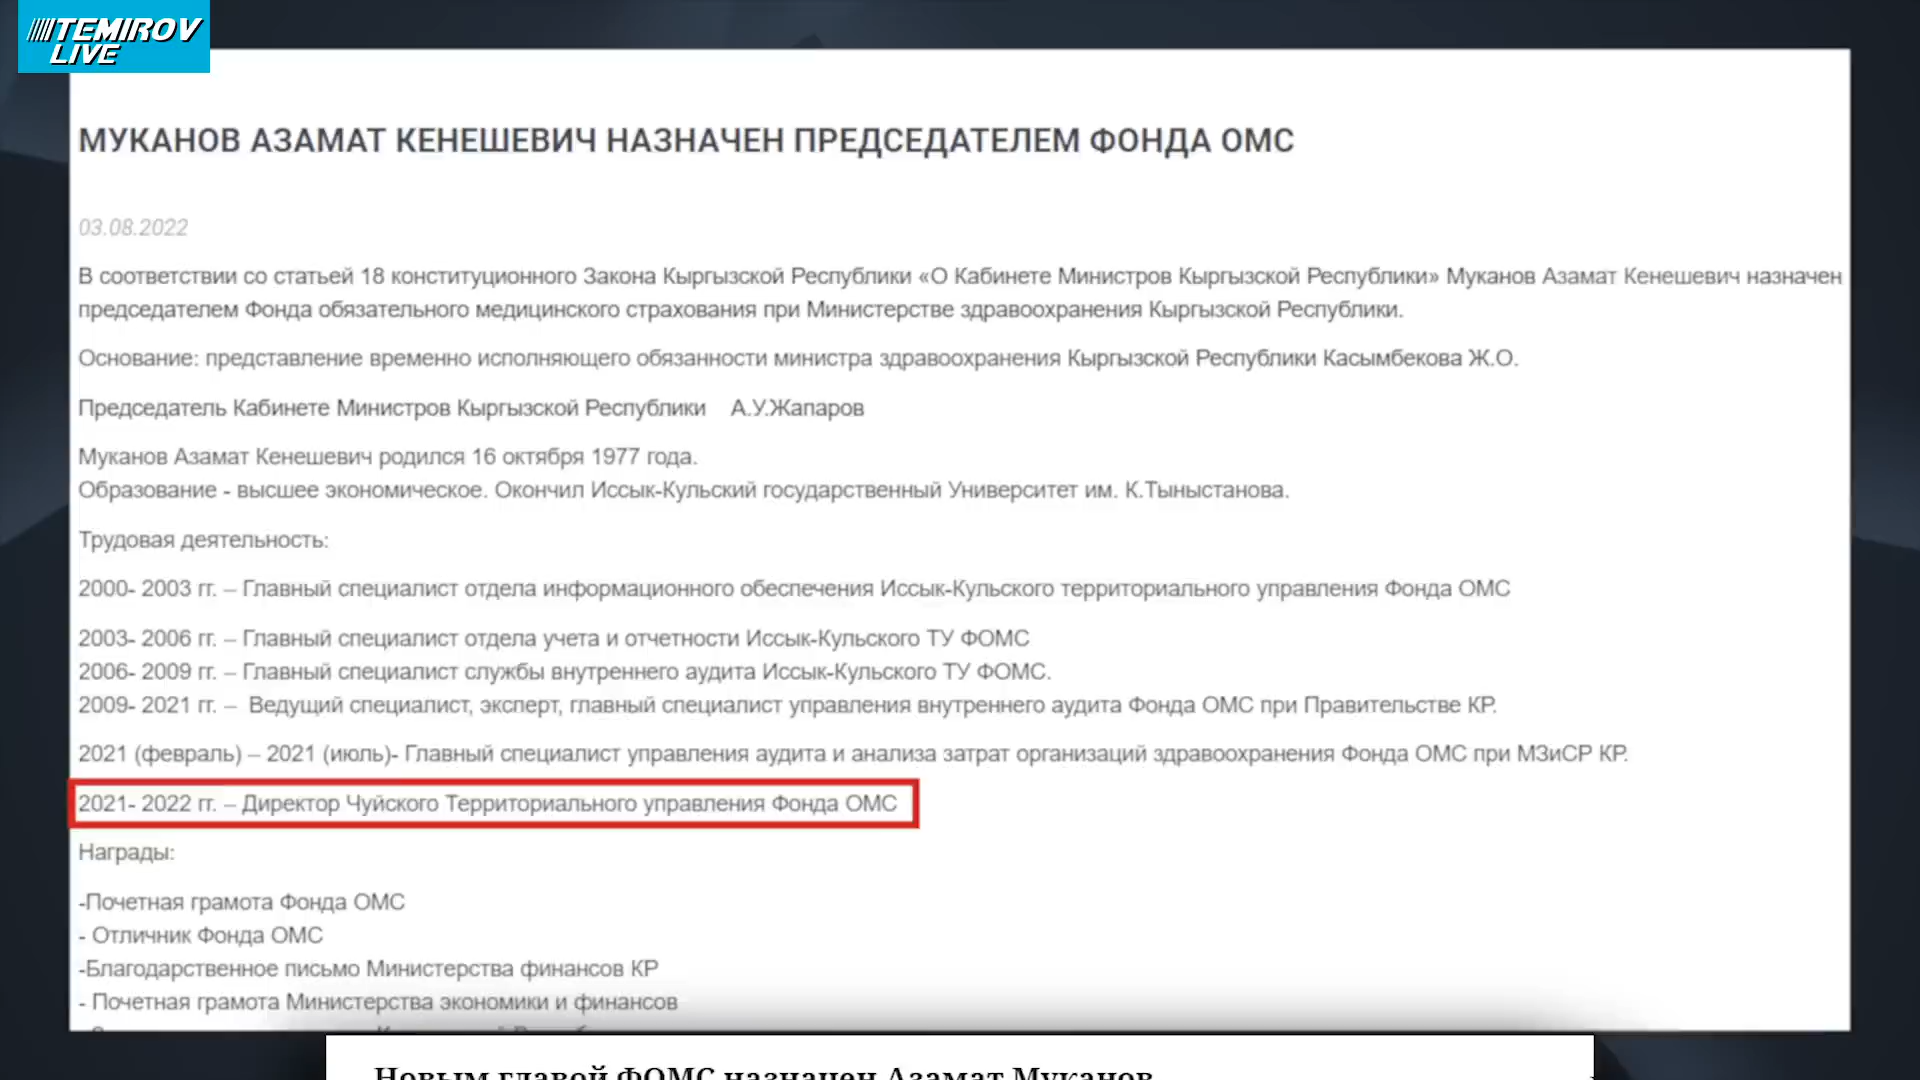 TEMIROV
LIVE
МУКАНОВ АЗАМАТ КЕНЕШЕВИЧ НАЗНАЧЕН ПРЕДСЕДАТЕЛЕМ ФОНДА ОМС
03.08.2022
В соответствии со статьей 18 конституционного Закона Кыргызской Республики «О Кабинете Министров Кыргызской Республики» Муканов Азамат Кенешевич назначен
председателем Фонда обязательного медицинского страхования при Министерстве здравоохранения Кыргызской Республики.
Основание: представление временно исполняющего обязанности министра здравоохранения Кыргызской Республики Касымбекова Ж.О.
Председатель Кабинете Министров Кыргызской Республики А.У.Жапаров
Муканов Азамат Кенешевич родился 16 октября 1977 года.
Образование - высшее экономическое. Окончил Иссык-Кульский государственный Университет им. К.Тыныстанова.
Трудовая деятельность:
2000- 2003 гг. – Главный специалист отдела информационного обеспечения Иссык-Кульского территориального управления Фонда ОМС
2003- 2006 гг. – Главный специалист отдела учета и отчетности Иссык-Кульского ТУ ФОМС
2006- 2009 гг. – Главный специалист службы внутреннего аудита Иссык-Кульского ТУ ФОМС.
2009- 2021 гг. – Ведущий специалист, эксперт, главный специалист управления внутреннего аудита Фонда ОМС при Правительстве КР.
2021 (февраль) – 2021 (июль)- Главный специалист управления аудита и анализа затрат организаций здравоохранения Фонда ОМС при МЗиСР КР.
2021- 2022 гг. – Директор Чуйского Территориального управления Фонда ОМС
Награды:
-Почетная грамота Фонда ОМС
- Отличник Фонда ОМС
-Благодарственное письмо Министерства финансов КР
- Почетная грамота Министерства экономики и финансов
Новым главой ФОМС назначен Азамат Муканов